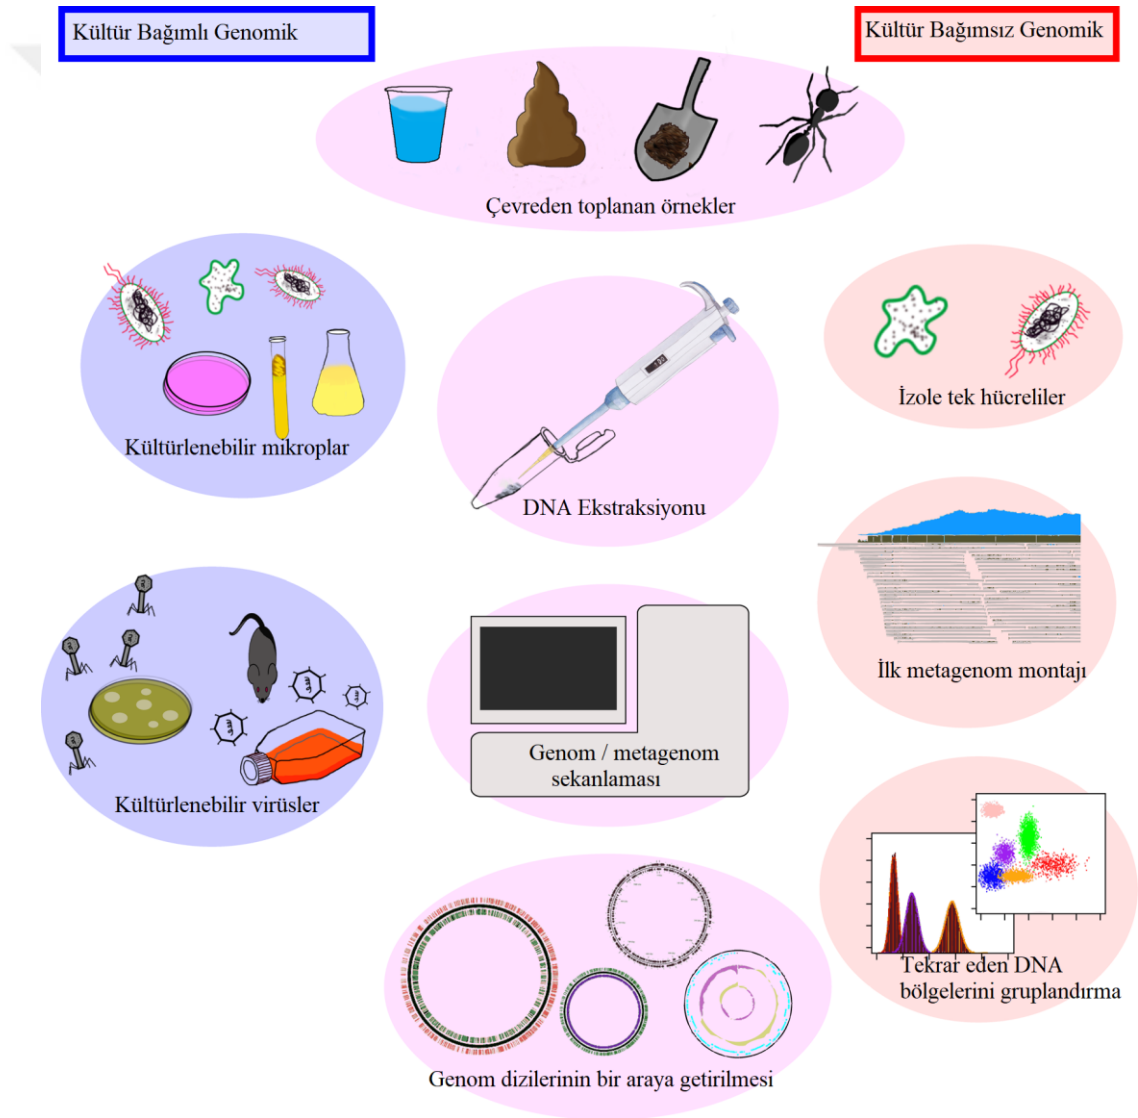 Kültür Bağımlı Genomik
Kültür Bağımsız Genomik
Çevreden toplanan örnekler
Kültürlenebilir mikroplar
DNA Ekstraksiyonu
İzole tek hücreliler
İlk metagenom montajı
Kültürlenebilir virüsler
Genom / metagenom
sekanlaması
Tekrar eden DNA
bölgelerini gruplandırma
Genom dizilerinin bir araya getirilmesi